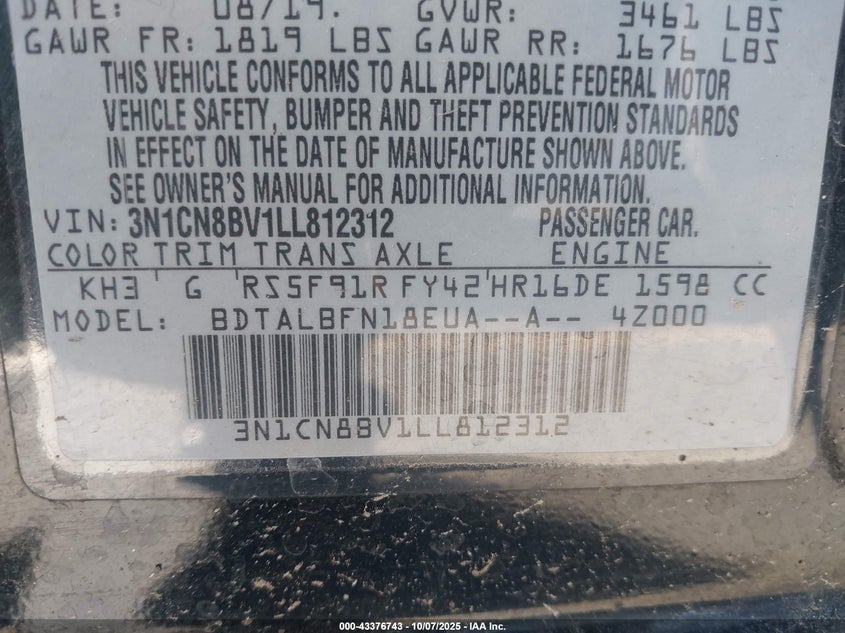 DATE: 08/19. GVWR: 3461 LBS
GAWR FR: 1819 LBS GAWR RR: 1676 LBS
THIS VEHICLE CONFORMS TO ALL APPLICABLE FEDERAL MOTOR
VEHICLE SAFETY, BUMPER AND THEFT PREVENTION STANDARDS
IN EFFECT ON THE DATE OF MANUFACTURE SHOWN ABOVE.
SEE OWNER'S MANUAL FOR ADDITIONAL INFORMATION.
VIN: 3N1CN8BV1LL812312 PASSENGER CAR.
COLOR TRIM TRANS AXLE ENGINE
KH3 G RS5F91R FY42 HR16DE 1598 CC
MODEL: BDTALBFN18EUA--A-- 4Z000
3N1CN8BV1LL812312
000-43376743 - 10/07/2025 - IAA Inc.